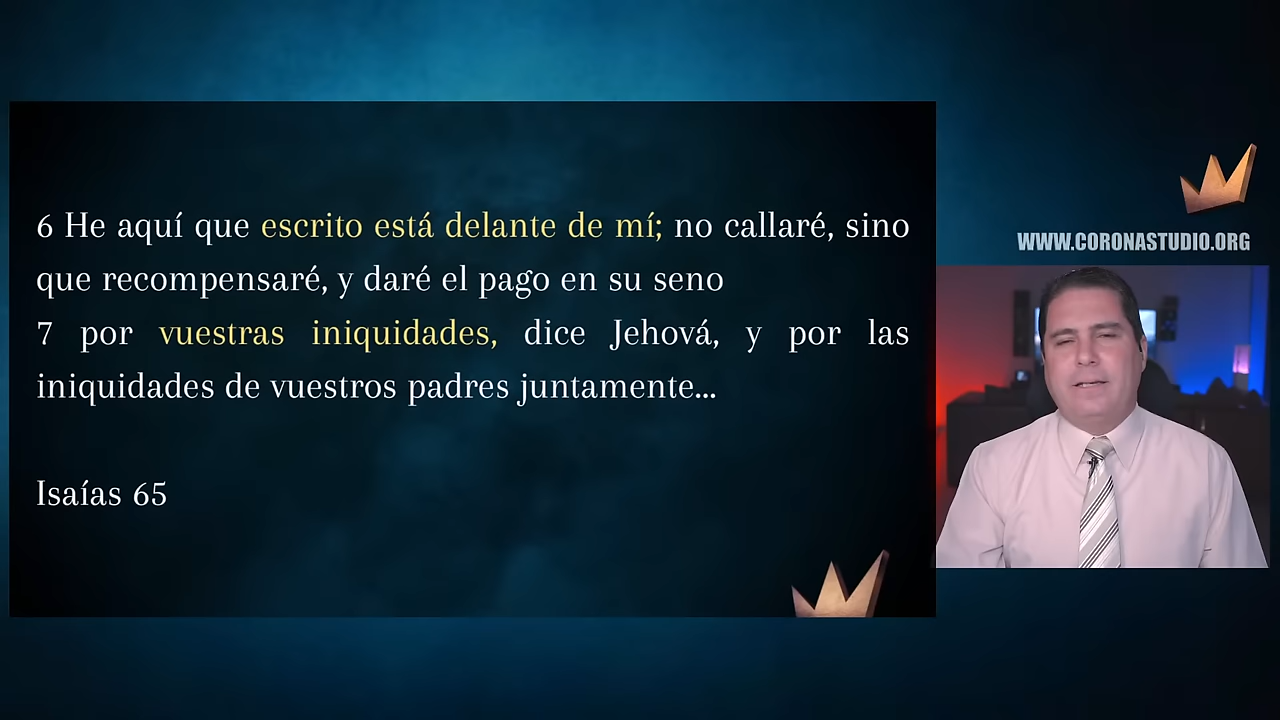 6 He aquí que escrito está delante de mí; no callaré, sino
que recompensaré, y daré el pago en su seno
7 por vuestras iniquidades, dice Jehová, y por las
iniquidades de vuestros padres juntamente...
Isaías 65
WWW.CORONASTUDIO.ORG